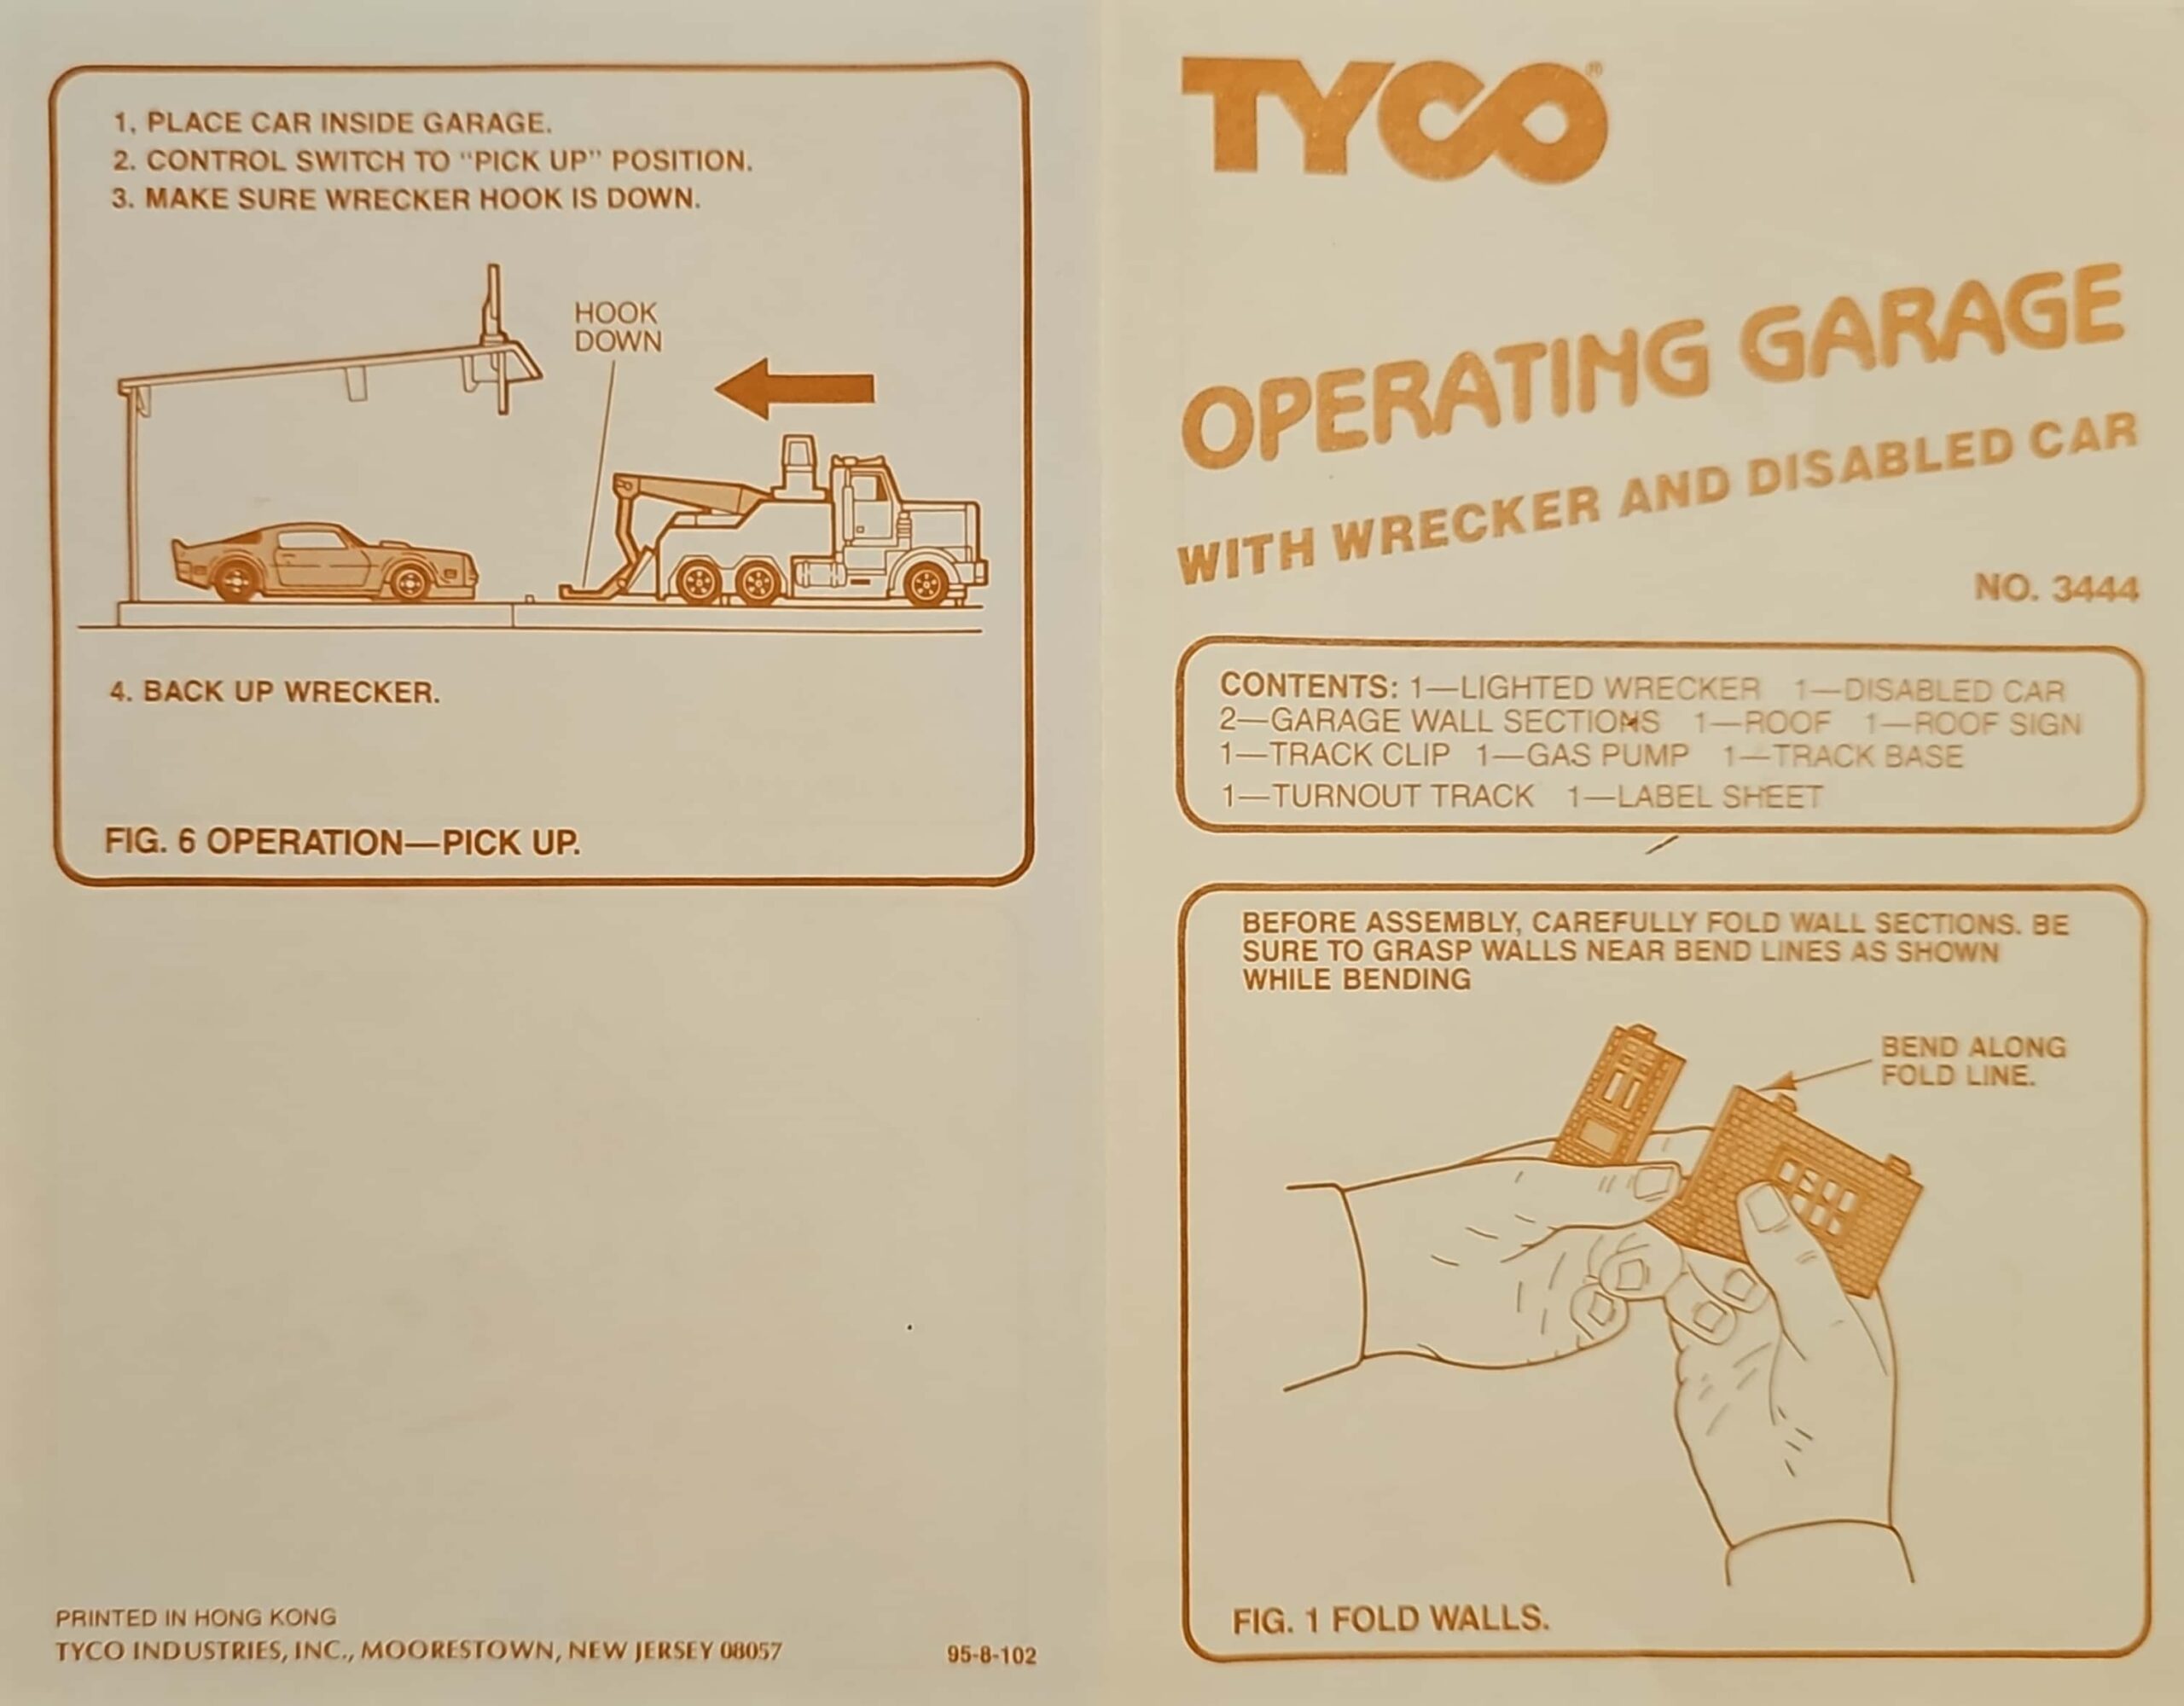 1. PLACE CAR INSIDE GARAGE.
2. CONTROL SWITCH TO “PICK UP” POSITION.
3. MAKE SURE WRECKER HOOK IS DOWN.
HOOK
DOWN
4. BACK UP WRECKER.
FIG. 6 OPERATION—PICK UP.
PRINTED IN HONG KONG
TYCO INDUSTRIES, INC., MOORESTOWN, NEW JERSEY 08057
95-8-102
TYCO®
OPERATING GARAGE
WITH WRECKER AND DISABLED CAR
NO. 3444
CONTENTS: 1—LIGHTED WRECKER 1—DISABLED CAR
2—GARAGE WALL SECTIONS 1—ROOF 1—ROOF SIGN
1—TRACK CLIP 1—GAS PUMP 1—TRACK BASE
1—TURNOUT TRACK 1—LABEL SHEET
BEFORE ASSEMBLY, CAREFULLY FOLD WALL SECTIONS. BE
SURE TO GRASP WALLS NEAR BEND LINES AS SHOWN
WHILE BENDING
BEND ALONG
FOLD LINE.
FIG. 1 FOLD WALLS.